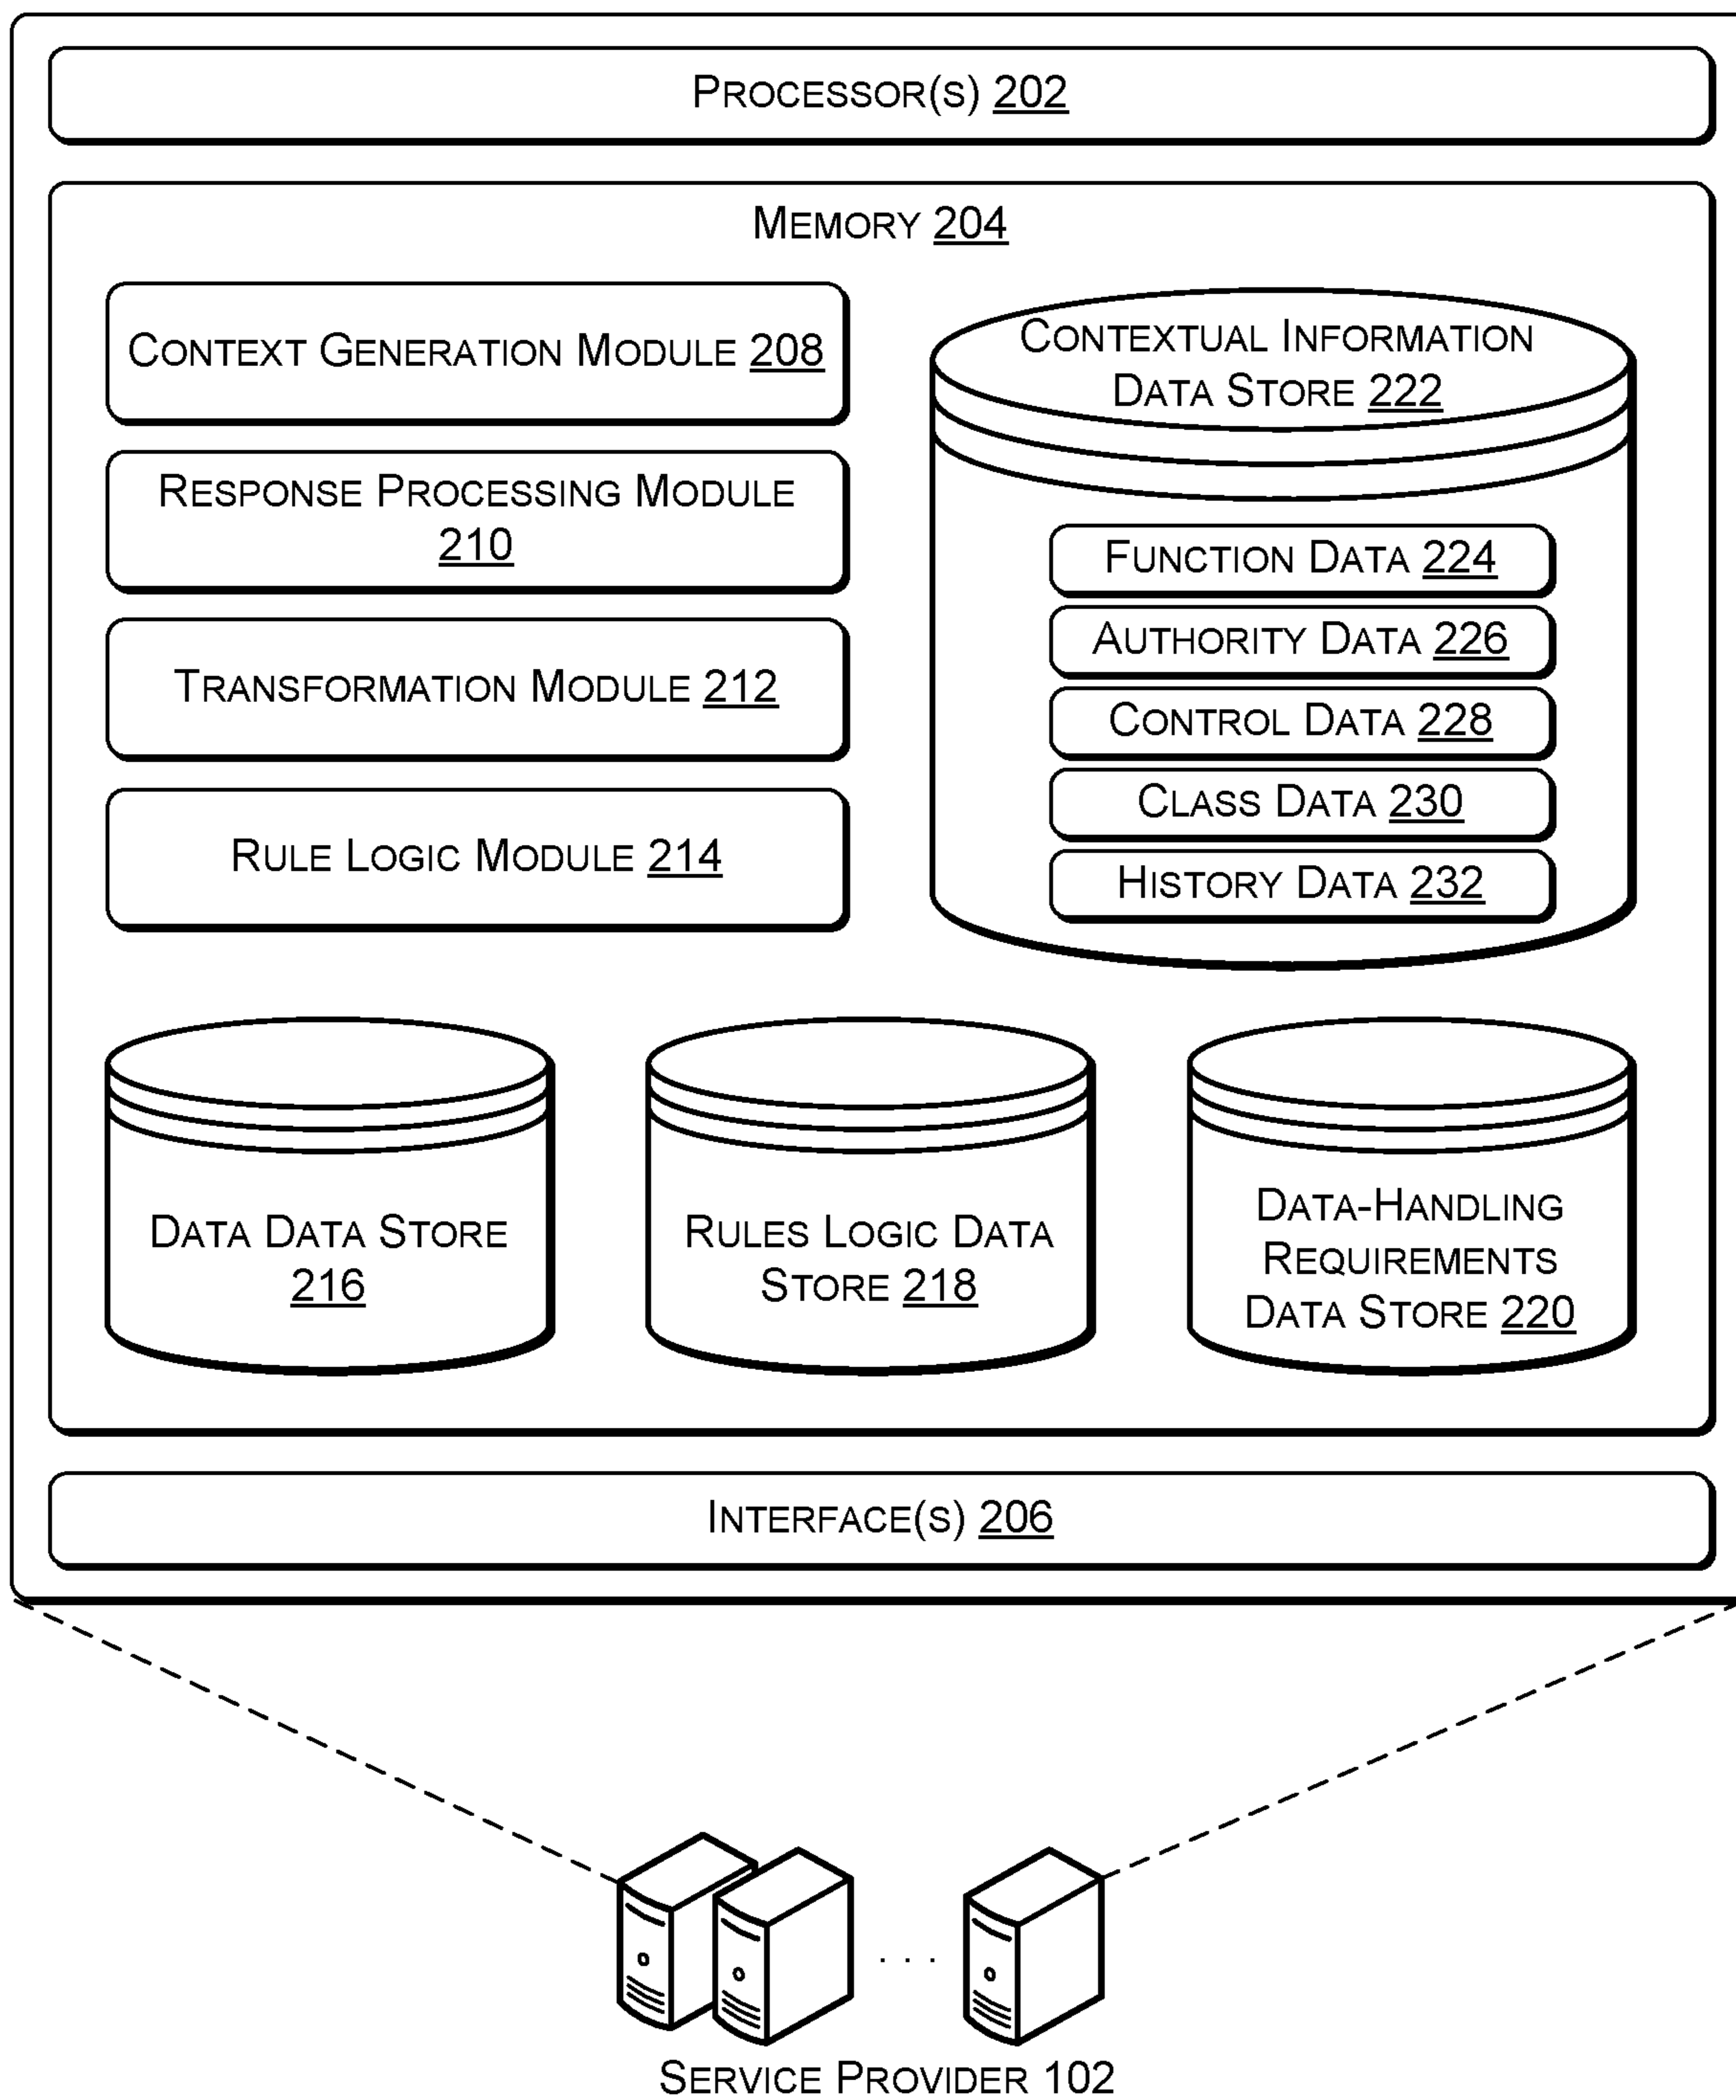 PROCESSOR(S) 202
MEMORY 204
CONTEXT GENERATION MODULE 208
RESPONSE PROCESSING MODULE
210
TRANSFORMATION MODULE 212
RULE LOGIC MODULE 214
CONTEXTUAL INFORMATION
DATA STORE 222
FUNCTION DATA 224
AUTHORITY DATA 226
CONTROL DATA 228
CLASS DATA 230
HISTORY DATA 232
DATA DATA STORE
216
RULES LOGIC DATA
STORE 218
DATA-HANDLING
REQUIREMENTS
DATA STORE 220
INTERFACE(S) 206
. . .
SERVICE PROVIDER 102